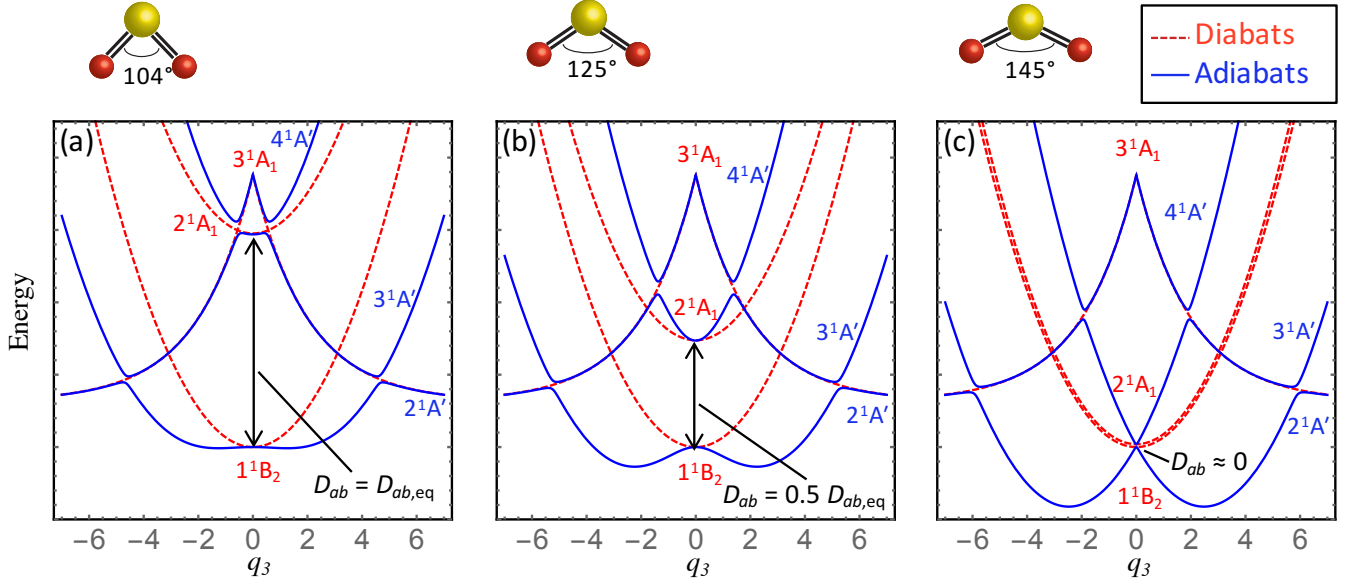 104°
125°
145°
Diabats
Adiabats
Energy
(a)
4¹A′
3¹A₁
2¹A₁
3¹A′
2¹A′
1¹B₂
D_ab = D_ab,eq
−6 −4 −2 0 2 4 6
q₃
(b)
3¹A₁
4¹A′
2¹A₁
3¹A′
2¹A′
1¹B₂
D_ab = 0.5 D_ab,eq
−6 −4 −2 0 2 4 6
q₃
(c)
3¹A₁
4¹A′
3¹A′
2¹A₁
2¹A′
D_ab ≈ 0
1¹B₂
−6 −4 −2 0 2 4 6
q₃